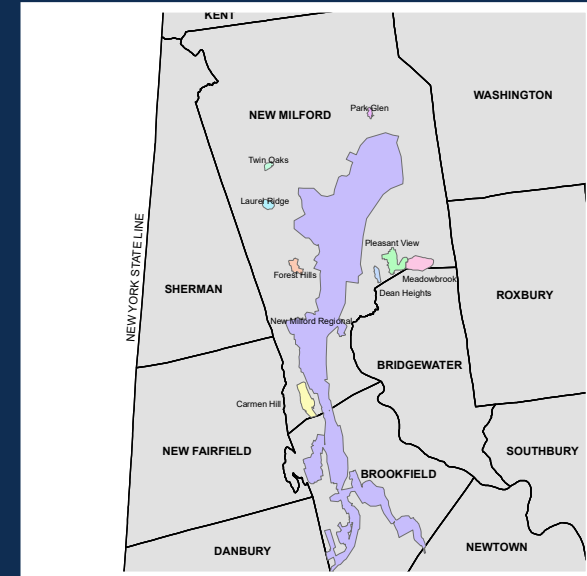 KENT
WASHINGTON
Park Glen
NEW MILFORD
Twin Oaks
Laurel Ridge
NEW YORK STATE LINE
Pleasant View
Forest Hills
Meadowbrook
SHERMAN
Dean Heights
ROXBURY
New Milford Regional
BRIDGEWATER
Carmen Hill
NEW FAIRFIELD
SOUTHBURY
BROOKFIELD
DANBURY
NEWTOWN